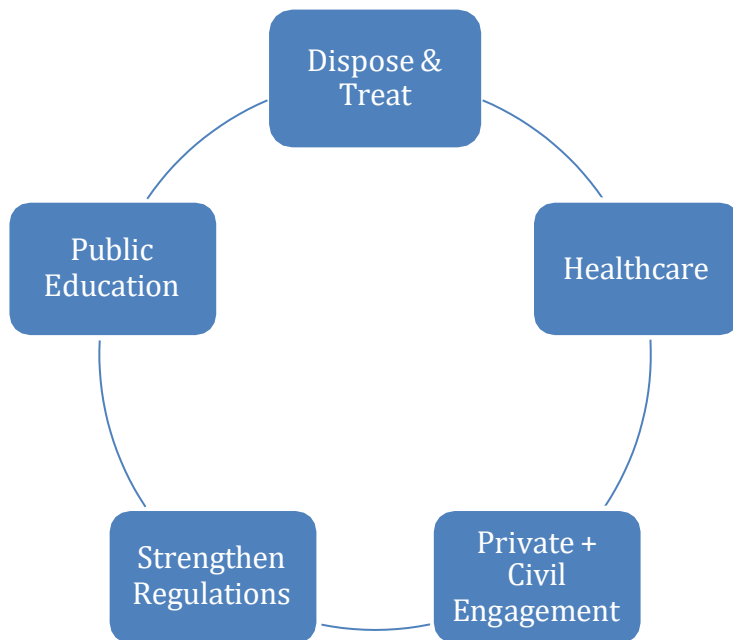 Dispose &
Treat
Healthcare
Private +
Civil
Engagement
Strengthen
Regulations
Public
Education